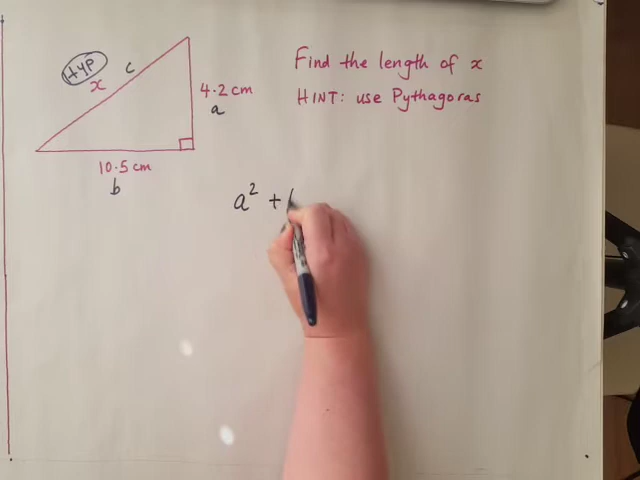 HYP
c
x
4.2 cm
a
10.5 cm
b
Find the length of x
HINT: use Pythagoras
a² +